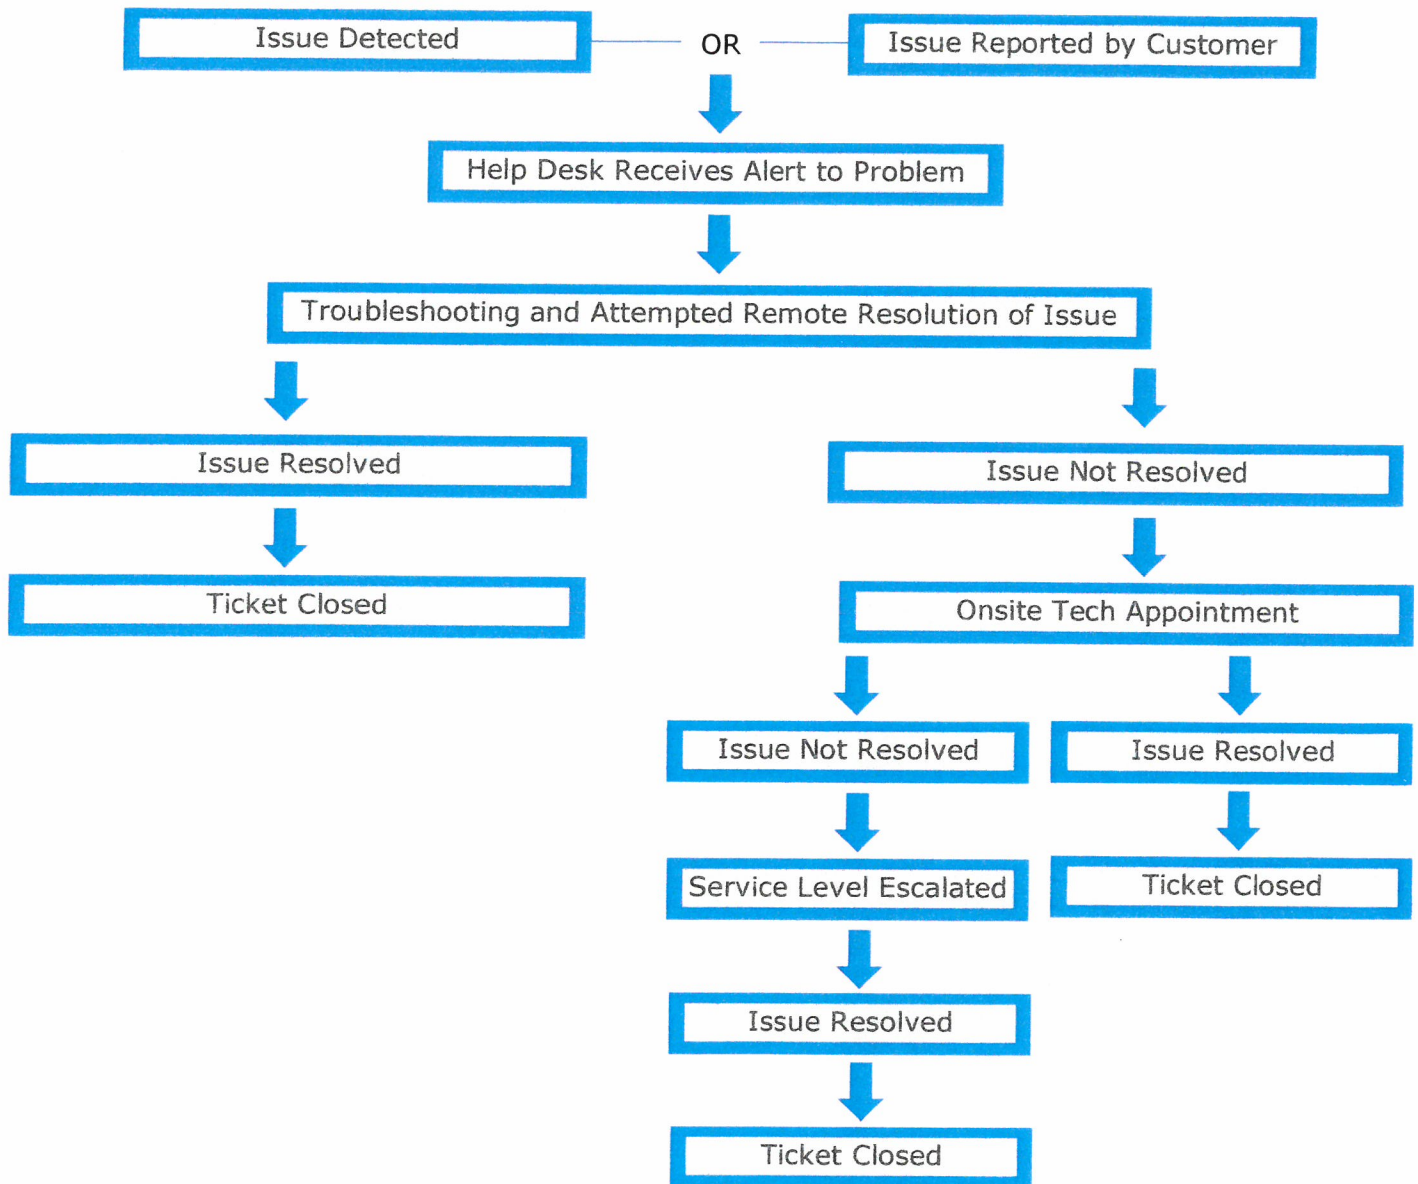 Issue Detected
OR
Issue Reported by Customer
Help Desk Receives Alert to Problem
Troubleshooting and Attempted Remote Resolution of Issue
Issue Resolved
Issue Not Resolved
Ticket Closed
Onsite Tech Appointment
Issue Not Resolved
Issue Resolved
Service Level Escalated
Ticket Closed
Issue Resolved
Ticket Closed